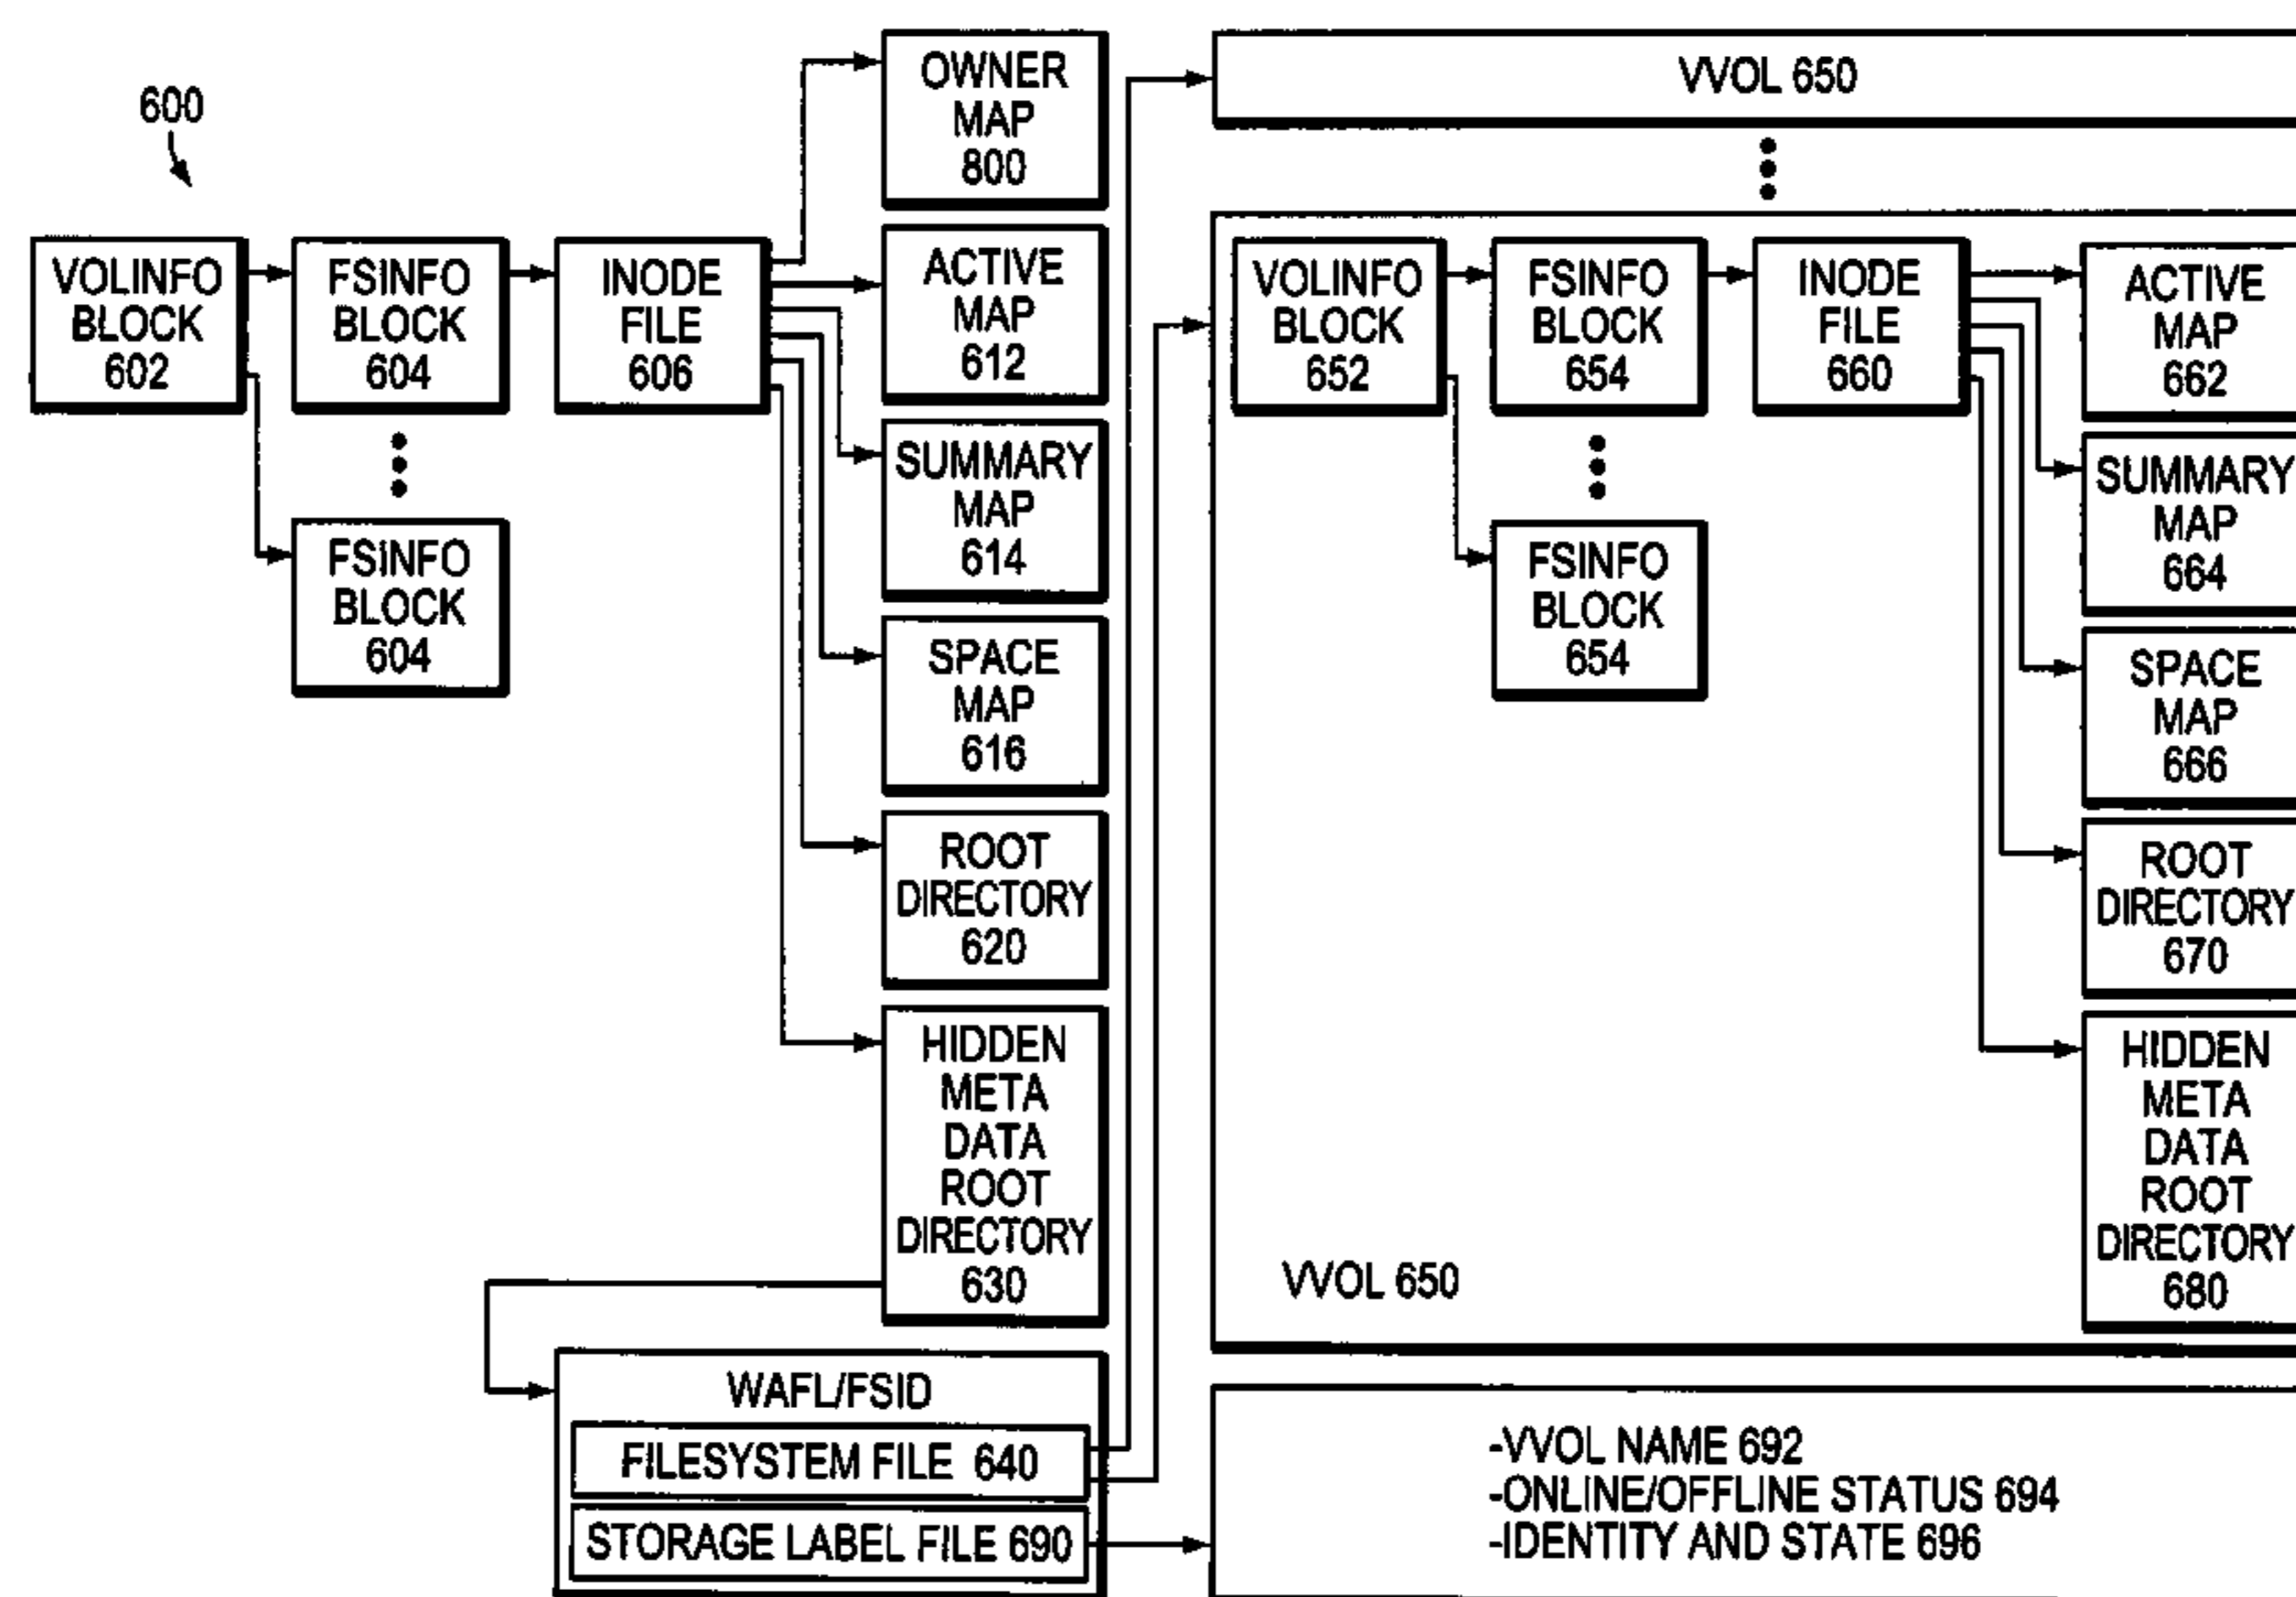 600
VOLINFO
BLOCK
602
FSINFO
BLOCK
604
FSINFO
BLOCK
604
INODE
FILE
606
OWNER
MAP
800
ACTIVE
MAP
612
SUMMARY
MAP
614
SPACE
MAP
616
ROOT
DIRECTORY
620
HIDDEN
META
DATA
ROOT
DIRECTORY
630
WAFL/FSID
FILESYSTEM FILE 640
STORAGE LABEL FILE 690
VVOL 650
VOLINFO
BLOCK
652
FSINFO
BLOCK
654
FSINFO
BLOCK
654
INODE
FILE
660
ACTIVE
MAP
662
SUMMARY
MAP
664
SPACE
MAP
666
ROOT
DIRECTORY
670
HIDDEN
META
DATA
ROOT
DIRECTORY
680
VVOL 650
-VVOL NAME 692
-ONLINE/OFFLINE STATUS 694
-IDENTITY AND STATE 696